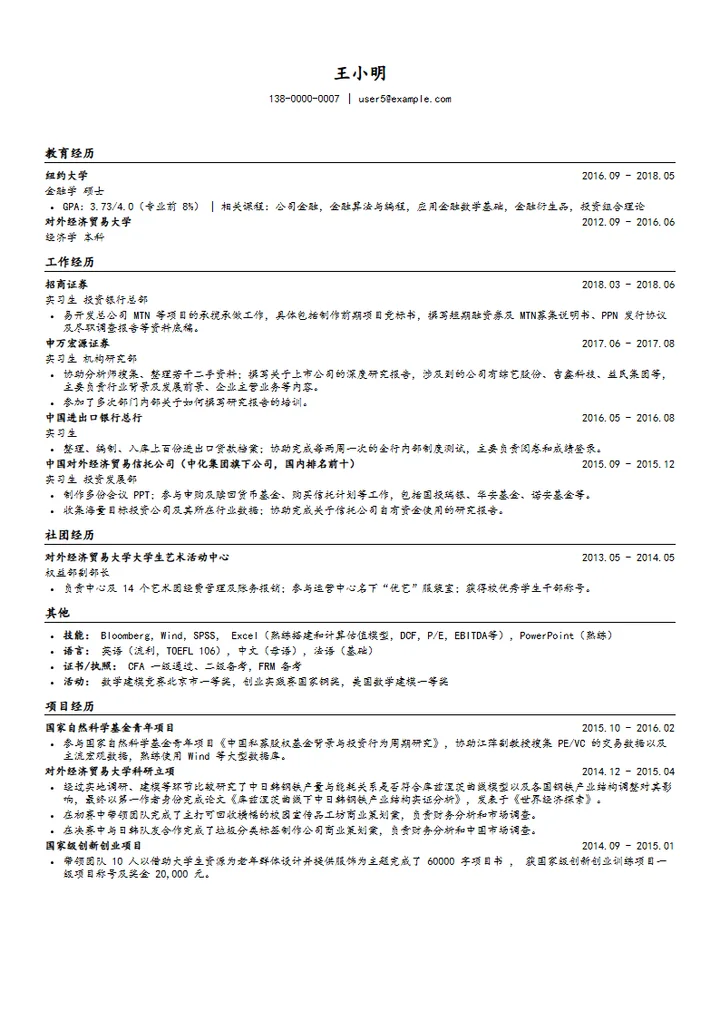 王小明
138-0000-0007 | user5@example.com
教育经历
纽约大学 2016.09 - 2018.05
金融学 硕士
• GPA: 3.73/4.0（专业前 8%） | 相关课程: 公司金融, 金融算法与编程, 应用金融数学基础, 金融衍生品, 投资组合理论
对外经济贸易大学 2012.09 - 2016.06
经济学 本科
工作经历
招商证券 2018.03 - 2018.06
实习生 投资银行总部
• 易开发总公司 MTN 等项目的承揽承做工作, 具体包括制作前期项目竞标书, 撰写短期融资券及 MTN募集说明书、PPN 发行协议
及尽职调查报告等资料底稿。
申万宏源证券 2017.06 - 2017.08
实习生 机构研究部
• 协助分析师搜集、整理若干二手资料; 撰写关于上市公司的深度研究报告, 涉及到的公司有综艺股份、吉鑫科技、益民集团等,
主要负责行业背景及发展前景、企业主营业务等内容。
• 参加了多次部门内部关于如何撰写研究报告的培训。
中国进出口银行总行 2016.05 - 2016.08
实习生
• 整理、编制、入库上百份进出口贷款档案; 协助完成每两周一次的全行内部制度测试, 主要负责阅卷和成绩登录。
中国对外经济贸易信托公司（中化集团旗下公司, 国内排名前十） 2015.09 - 2015.12
实习生 投资发展部
• 制作多份会议 PPT; 参与申购及赎回货币基金、购买信托计划等工作, 包括国投瑞银、华安基金、诺安基金等。
• 收集海量目标投资公司及其所在行业数据; 协助完成关于信托公司自有资金使用的研究报告。
社团经历
对外经济贸易大学大学生艺术活动中心 2013.05 - 2014.05
权益部副部长
• 负责中心及 14 个艺术团经费管理及账务报销; 参与运营中心名下“优艺”服装室; 获得校优秀学生干部称号。
其他
• 技能: Bloomberg, Wind, SPSS, Excel（熟练搭建和计算估值模型, DCF, P/E, EBITDA等）, PowerPoint（熟练）
• 语言: 英语（流利, TOEFL 106）, 中文（母语）, 法语（基础）
• 证书/执照: CFA 一级通过、二级备考, FRM 备考
• 活动: 数学建模竞赛北京市一等奖, 创业实践赛国家铜奖, 美国数学建模一等奖
项目经历
国家自然科学基金青年项目 2015.10 - 2016.02
• 参与国家自然科学基金青年项目《中国私募股权基金背景与投资行为周期研究》, 协助江萍副教授搜集 PE/VC 的交易数据以及
主流宏观数据, 熟练使用 Wind 等大型数据库。
对外经济贸易大学科研立项 2014.12 - 2015.04
• 经过实地调研、建模等环节比较研究了中日韩钢铁产量与能耗关系是否符合库兹涅茨曲线模型以及各国钢铁产业结构调整对其影
响, 最终以第一作者身份完成论文《库兹涅茨曲线下中日韩钢铁产业结构实证分析》, 发表于《世界经济探索》。
• 在初赛中带领团队完成了主打可回收横幅的校园宣传品工坊商业策划案, 负责财务分析和市场调查。
• 在决赛中与日韩队友合作完成了垃圾分类标签制作公司商业策划案, 负责财务分析和中国市场调查。
国家级创新创业项目 2014.09 - 2015.01
• 带领团队 10 人以借助大学生资源为老年群体设计并提供服饰为主题完成了 60000 字项目书 , 获国家级创新创业训练项目一
级项目称号及奖金 20,000 元。